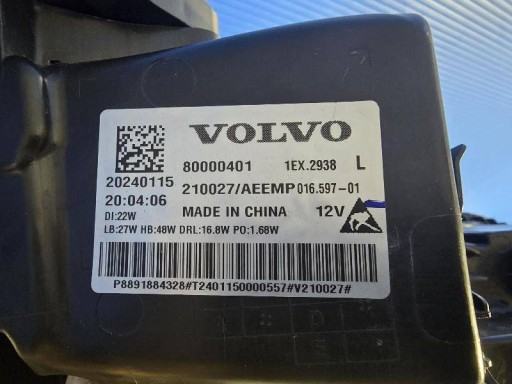 VOLVO
80000401 1EX.2938 L
20240115 210027/AEEMP 016.597-01
20:04:06 MADE IN CHINA 12V
DI:22W
LB:27W HB:48W DRL:16.8W PO:1.68W
P8891884328#T2401150000557#V210027#